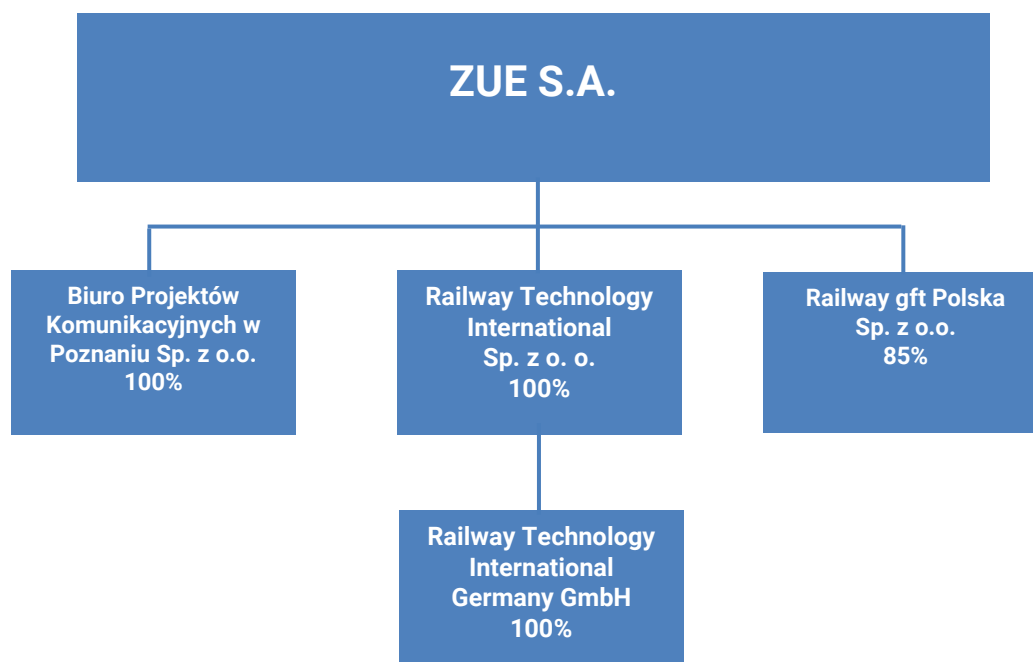 ZUE S.A.
Biuro Projektów
Komunikacyjnych w
Poznaniu Sp. z o.o.
100%
Railway Technology
International
Sp. z o. o.
100%
Railway gft Polska
Sp. z o.o.
85%
Railway Technology
International
Germany GmbH
100%